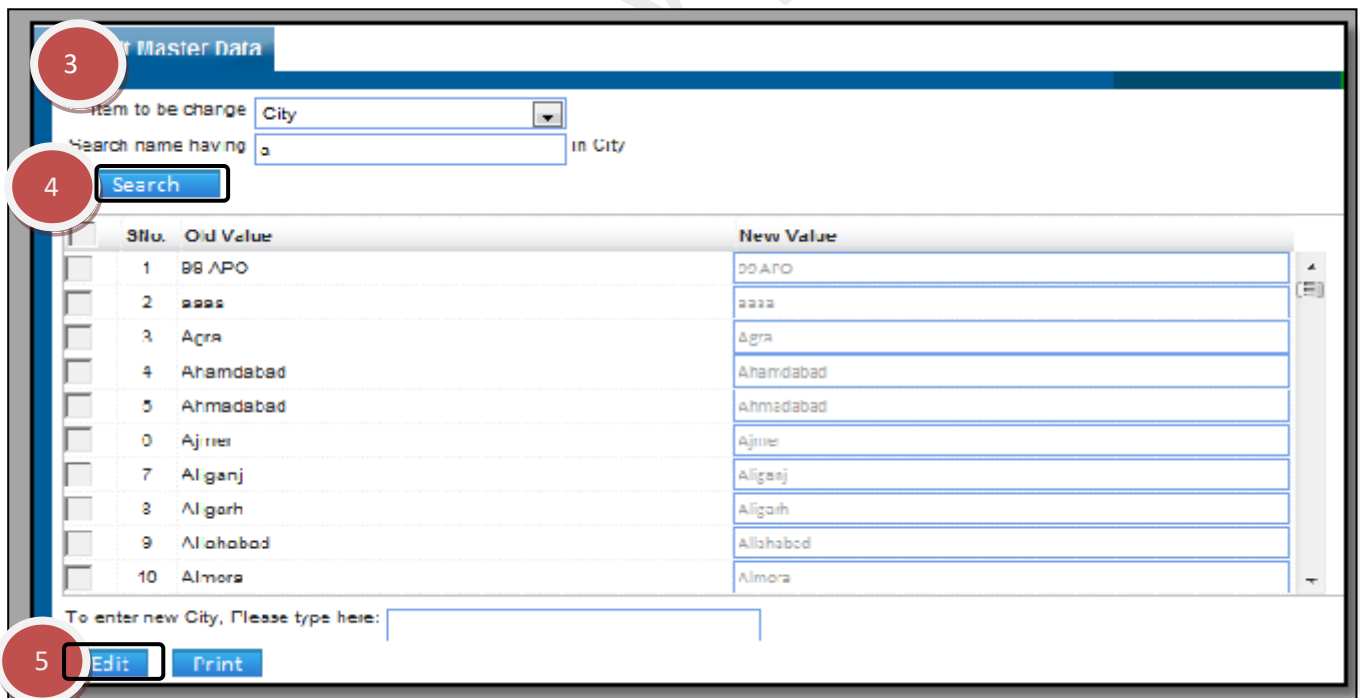 3
t Master Data
Item to be change City
Search name having a in City
4
Search
SNo. Old Value New Value
1 99 APO 99 APO
2 aaaa aaaa
3 Agra Agra
4 Ahamdabad Ahamdabad
5 Ahmadabad Ahmadabad
6 Ajmer Ajmer
7 Aliganj Aliganj
8 Aligarh Aligarh
9 Allahabad Allahabad
10 Almora Almora
To enter new City, Please type here:
5
Edit Print